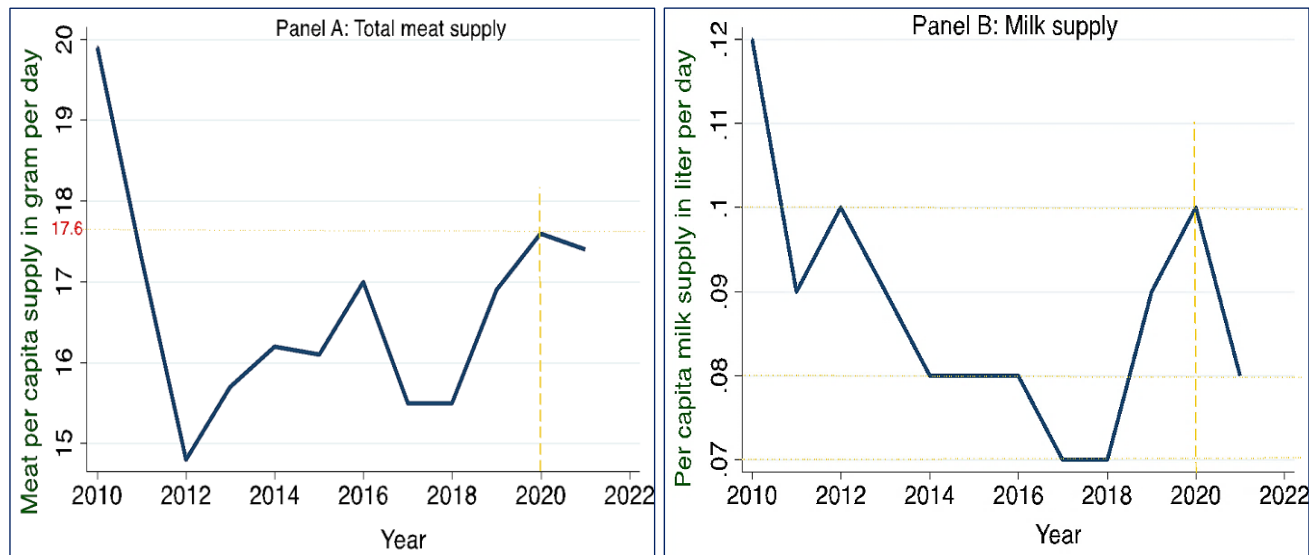 Panel A: Total meat supply
Meat per capita supply in gram per day
20
19
18
17.6
17
16
15
2010 2012 2014 2016 2018 2020 2022
Year
Panel B: Milk supply
Per capita milk supply in liter per day
.12
.11
.1
.09
.08
.07
2010 2012 2014 2016 2018 2020 2022
Year